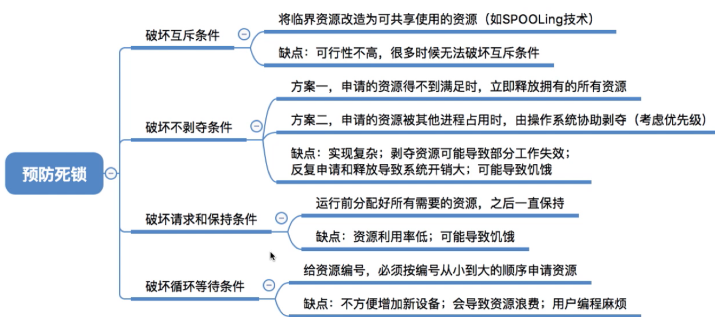 预防死锁
破坏互斥条件
将临界资源改造为可共享使用的资源（如SPOOLing技术）
缺点：可行性不高，很多时候无法破坏互斥条件
破坏不剥夺条件
方案一，申请的资源得不到满足时，立即释放拥有的所有资源
方案二，申请的资源被其他进程占用时，由操作系统协助剥夺（考虑优先级）
缺点：实现复杂；剥夺资源可能导致部分工作失效；
反复申请和释放导致系统开销大；可能导致饥饿
破坏请求和保持条件
运行前分配好所有需要的资源，之后一直保持
缺点：资源利用率低；可能导致饥饿
破坏循环等待条件
给资源编号，必须按编号从小到大的顺序申请资源
缺点：不方便增加新设备；会导致资源浪费；用户编程麻烦